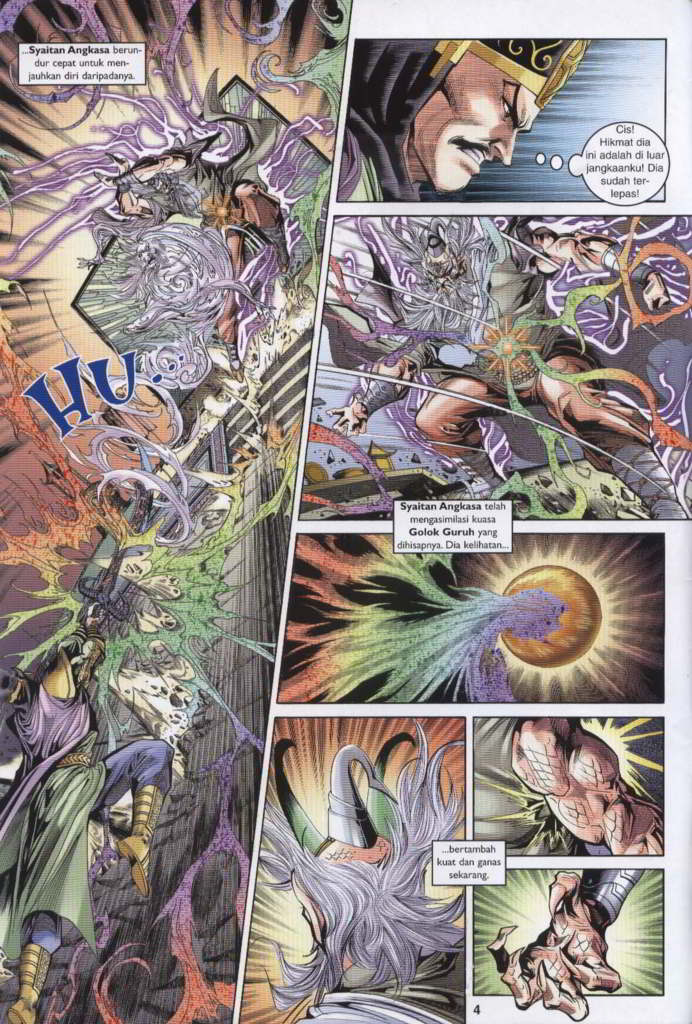 ...Syaitan Angkasa berun-
dur cepat untuk men-
jauhkan diri daripadanya.
Cis!
Hikmat dia
ini adalah di luar
jangkaanku! Dia
sudah ter-
lepas!
HU...
Syaitan Angkasa telah
mengasimilasi kuasa
Golok Guruh yang
dihisapnya. Dia kelihatan...
...bertambah
kuat dan ganas
sekarang.
4